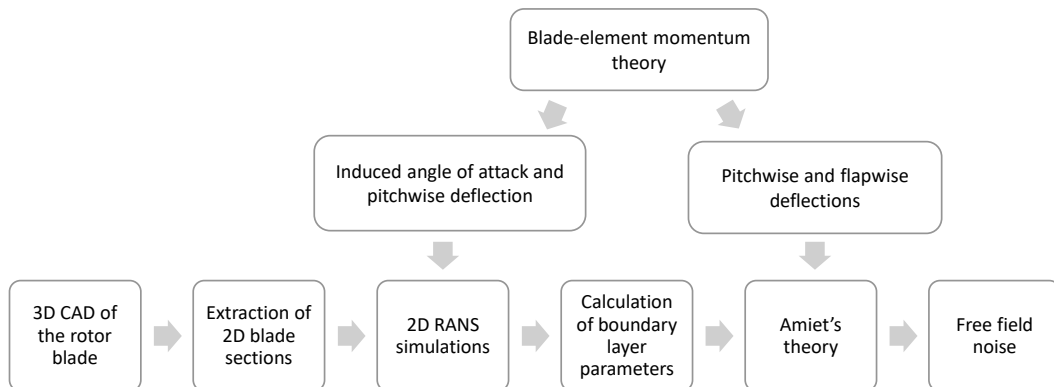 Blade-element momentum
theory
Induced angle of attack and
pitchwise deflection
Pitchwise and flapwise
deflections
3D CAD of
the rotor
blade
Extraction of
2D blade
sections
2D RANS
simulations
Calculation
of boundary
layer
parameters
Amiet’s
theory
Free field
noise